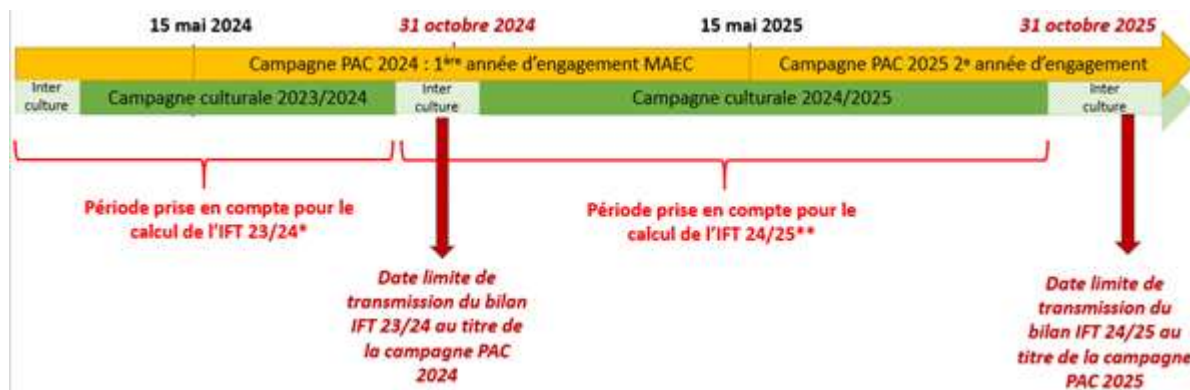 15 mai 2024
31 octobre 2024
15 mai 2025
31 octobre 2025
Campagne PAC 2024 : 1ère année d'engagement MAEC
Campagne PAC 2025 2e année d'engagement
Inter
culture
Campagne culturale 2023/2024
Inter
culture
Campagne culturale 2024/2025
Inter
culture
Période prise en compte pour le
calcul de l'IFT 23/24*
Période prise en compte pour le
calcul de l'IFT 24/25**
Date limite de
transmission du bilan
IFT 23/24 au titre de
la campagne PAC
2024
Date limite de
transmission du
bilan IFT 24/25 au
titre de la campagne
PAC 2025